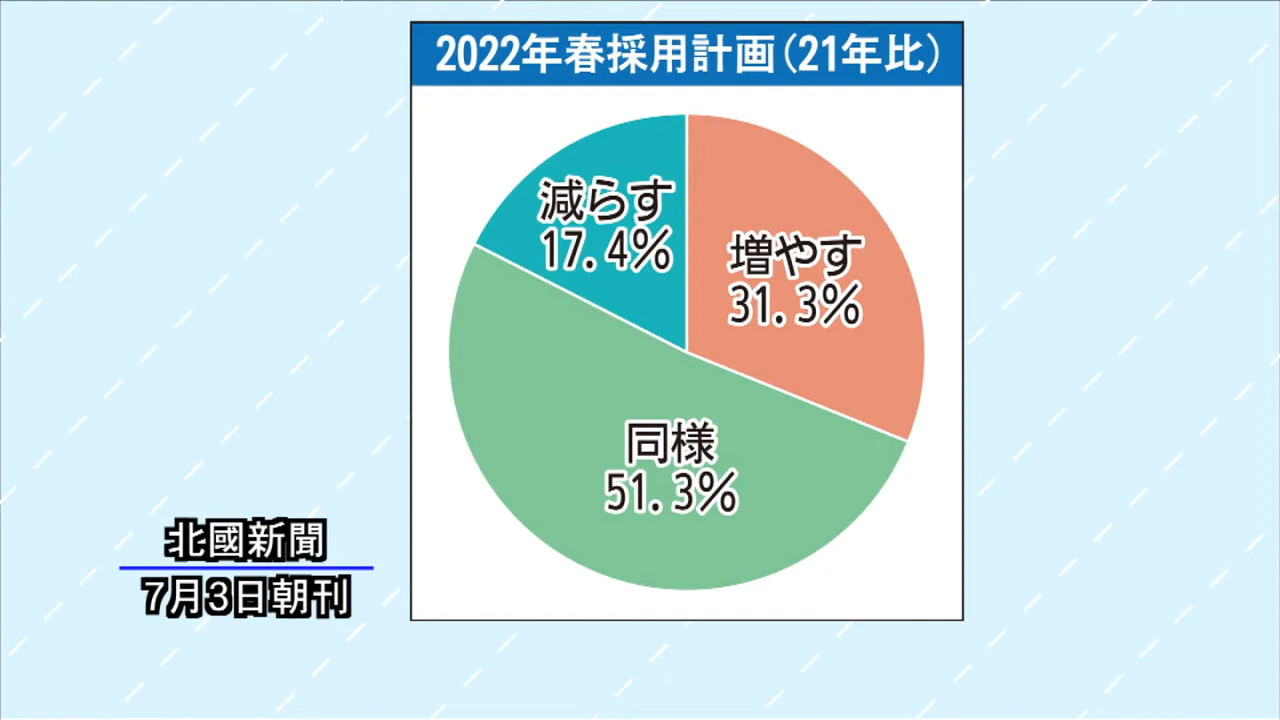 2022年春採用計画(21年比)
減らす
17.4%
増やす
31.3%
同様
51.3%
北國新聞
7月3日朝刊